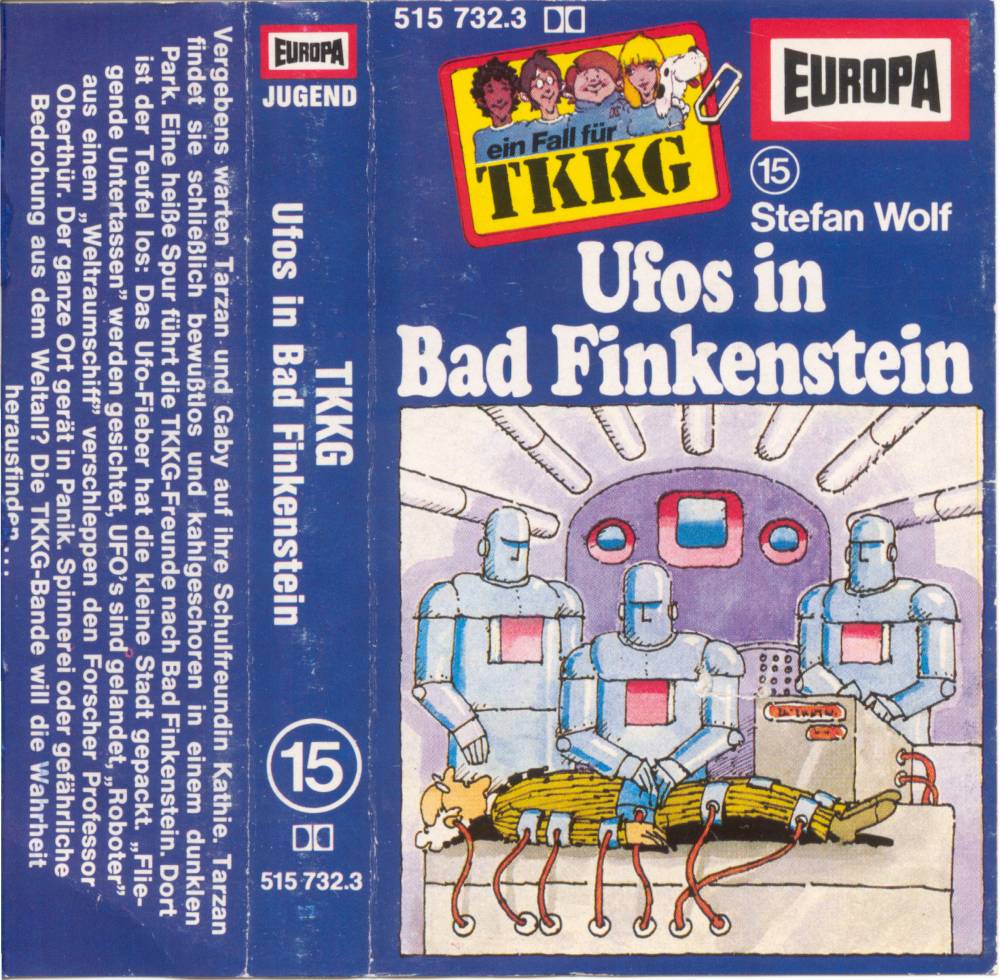 Vergebens warten Tarzan und Gaby auf ihre Schulfreundin Kathie. Tarzan
findet sie schließlich bewußtlos und kahlgeschoren in einem dunklen
Park. Eine heiße Spur führt die TKKG-Freunde nach Bad Finkenstein. Dort
ist der Teufel los: Das Ufo-Fieber hat die kleine Stadt gepackt. „Flie-
gende Untertassen” werden gesichtet, UFO's sind gelandet, „Roboter”
aus einem „Weltraumschiff” verschleppen den Forscher Professor
Oberthür. Der ganze Ort gerät in Panik. Spinnerei oder gefährliche
Bedrohung aus dem Weltall? Die TKKG-Bande will die Wahrheit
herausfinden...
EUROPA
JUGEND
TKKG
Ufos in Bad Finkenstein
15
515 732.3
515 732.3
ein Fall für
TKKG
EUROPA
15
Stefan Wolf
Ufos in
Bad Finkenstein